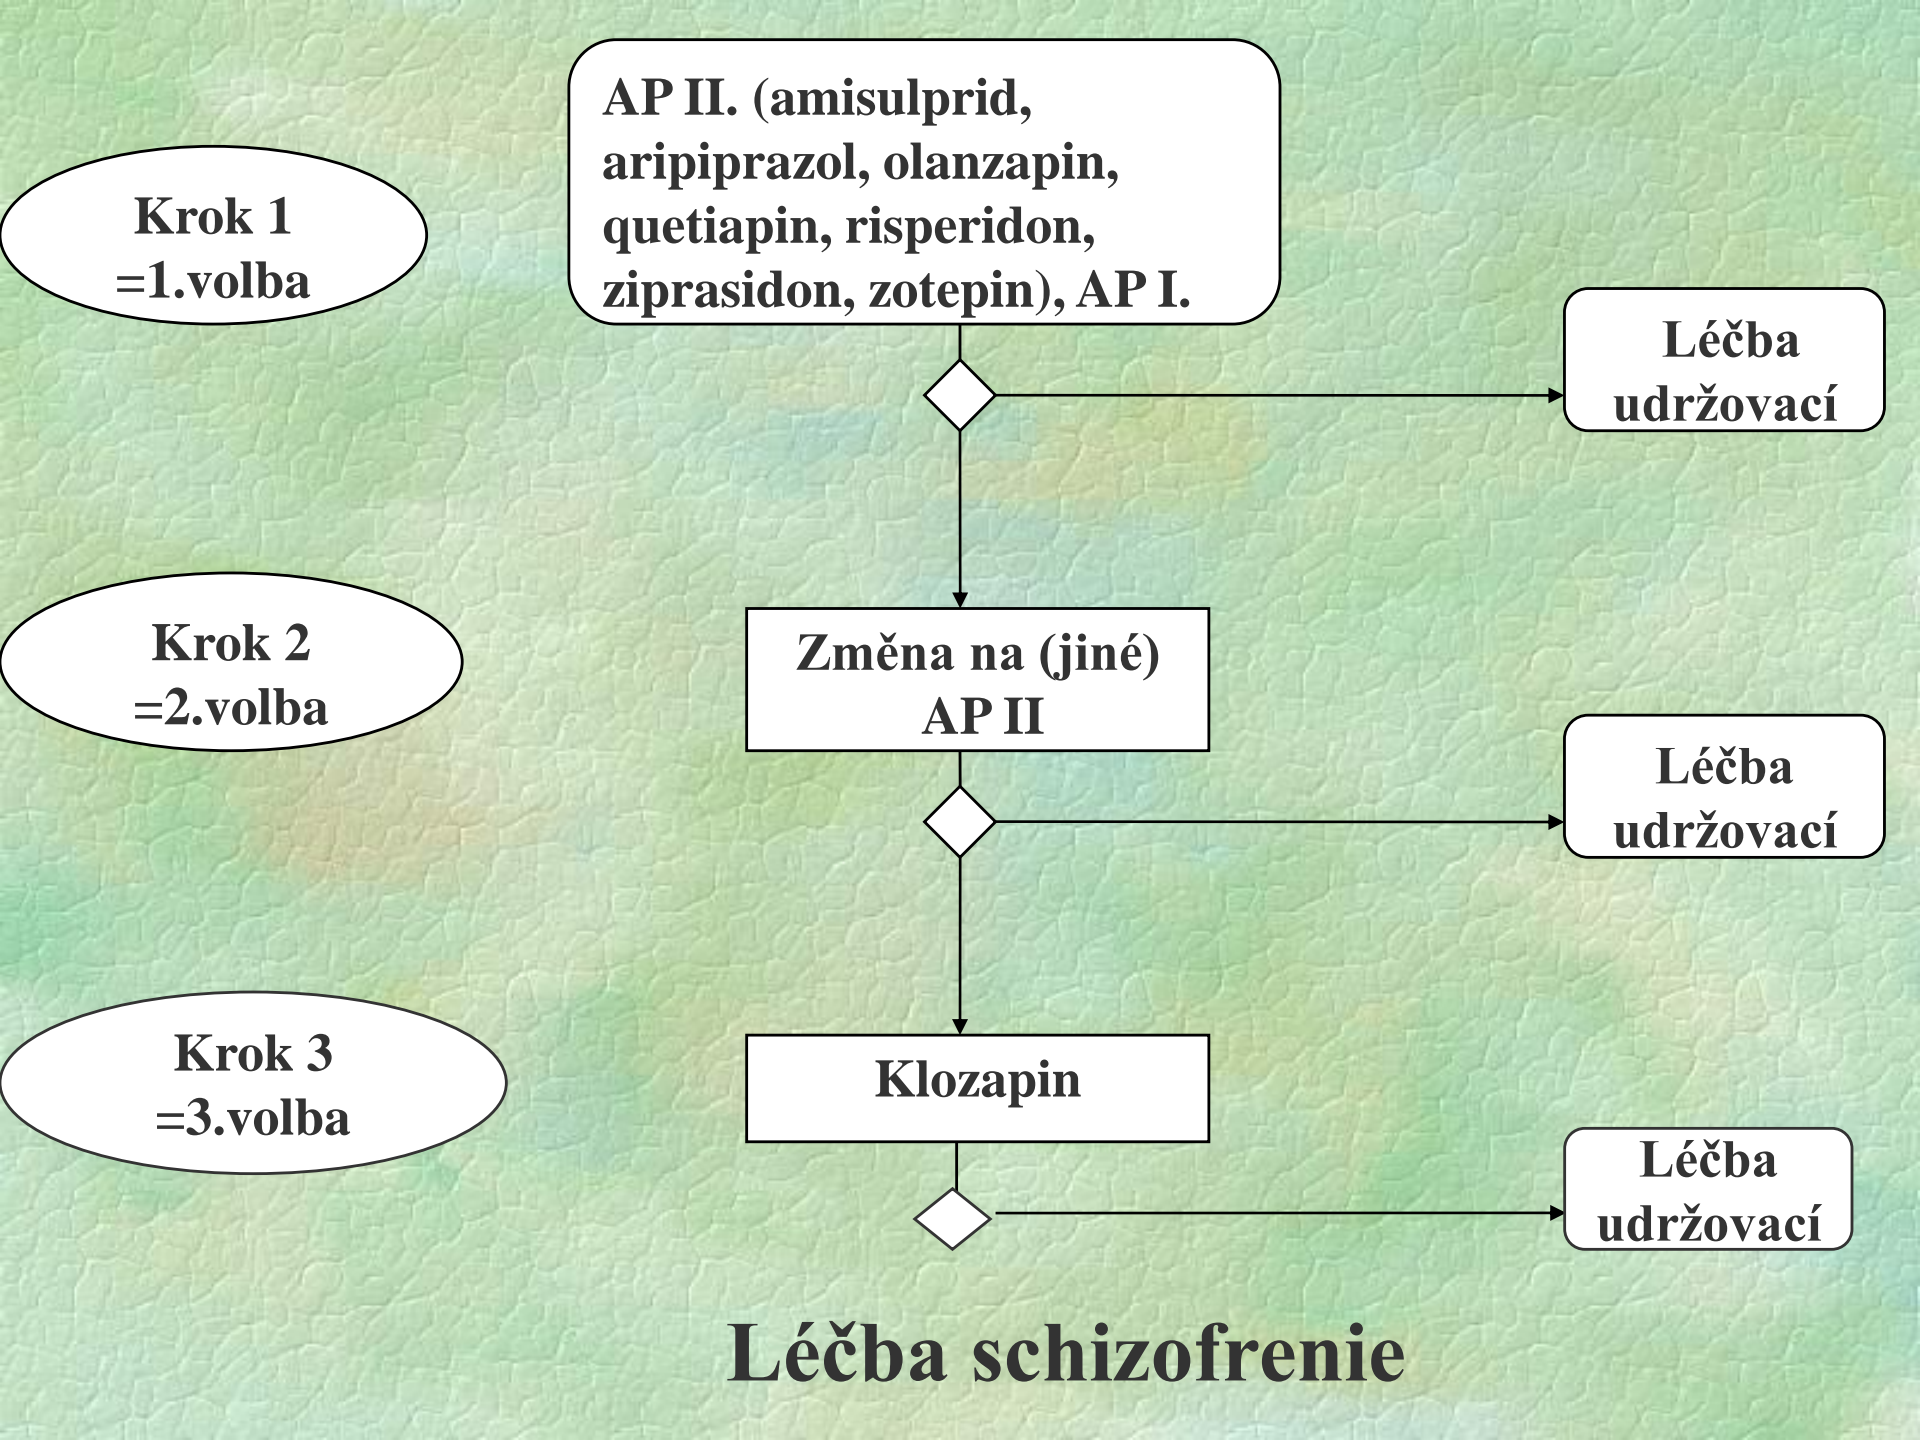 Krok 1
=1.volba
AP II. (amisulprid,
aripiprazol, olanzapin,
quetiapin, risperidon,
ziprasidon, zotepin), AP I.
Léčba
udržovací
Krok 2
=2.volba
Změna na (jiné)
AP II
Léčba
udržovací
Krok 3
=3.volba
Klozapin
Léčba
udržovací
Léčba schizofrenie